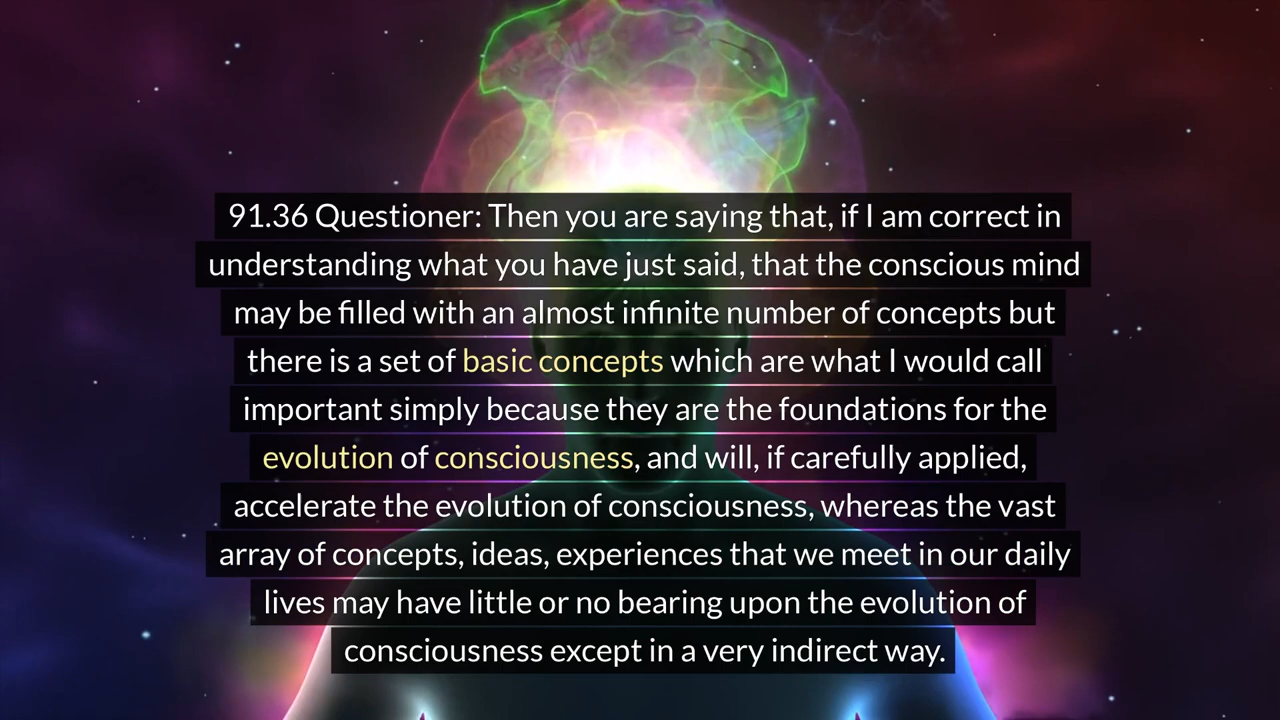 91.36 Questioner: Then you are saying that, if I am correct in
understanding what you have just said, that the conscious mind
may be filled with an almost infinite number of concepts but
there is a set of basic concepts which are what I would call
important simply because they are the foundations for the
evolution of consciousness, and will, if carefully applied,
accelerate the evolution of consciousness, whereas the vast
array of concepts, ideas, experiences that we meet in our daily
lives may have little or no bearing upon the evolution of
consciousness except in a very indirect way.